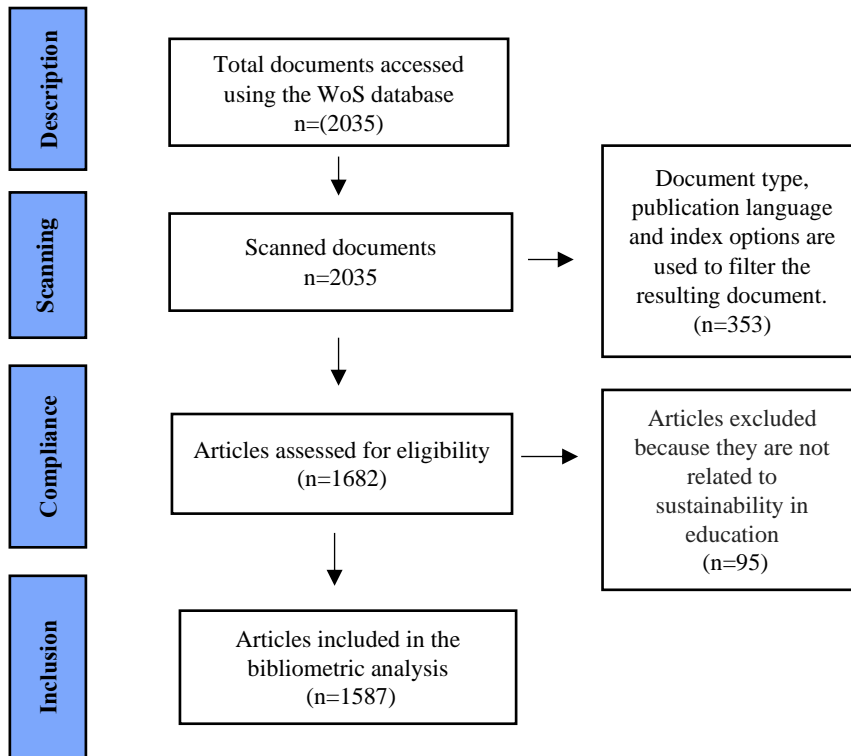 Description
Total documents accessed
using the WoS database
n=(2035)
Scanning
Scanned documents
n=2035
Document type,
publication language
and index options are
used to filter the
resulting document.
(n=353)
Compliance
Articles assessed for eligibility
(n=1682)
Articles excluded
because they are not
related to
sustainability in
education
(n=95)
Inclusion
Articles included in the
bibliometric analysis
(n=1587)